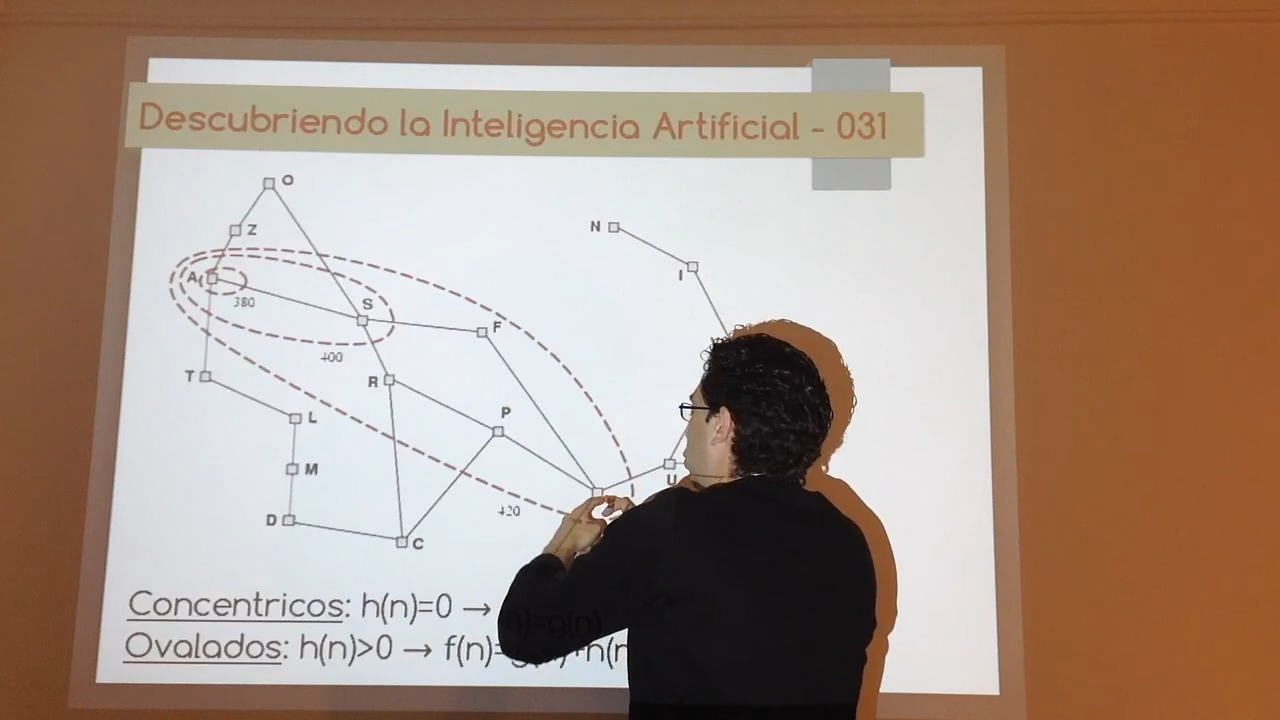 Descubriendo la Inteligencia Artificial - 031
O
Z
N
A
I
380
S
F
400
T
R
P
L
M
U
420
D
C
Concentricos: h(n)=0 → (n)=g(n)
Ovalados: h(n)>0 → f(n)=g(n)+h(n